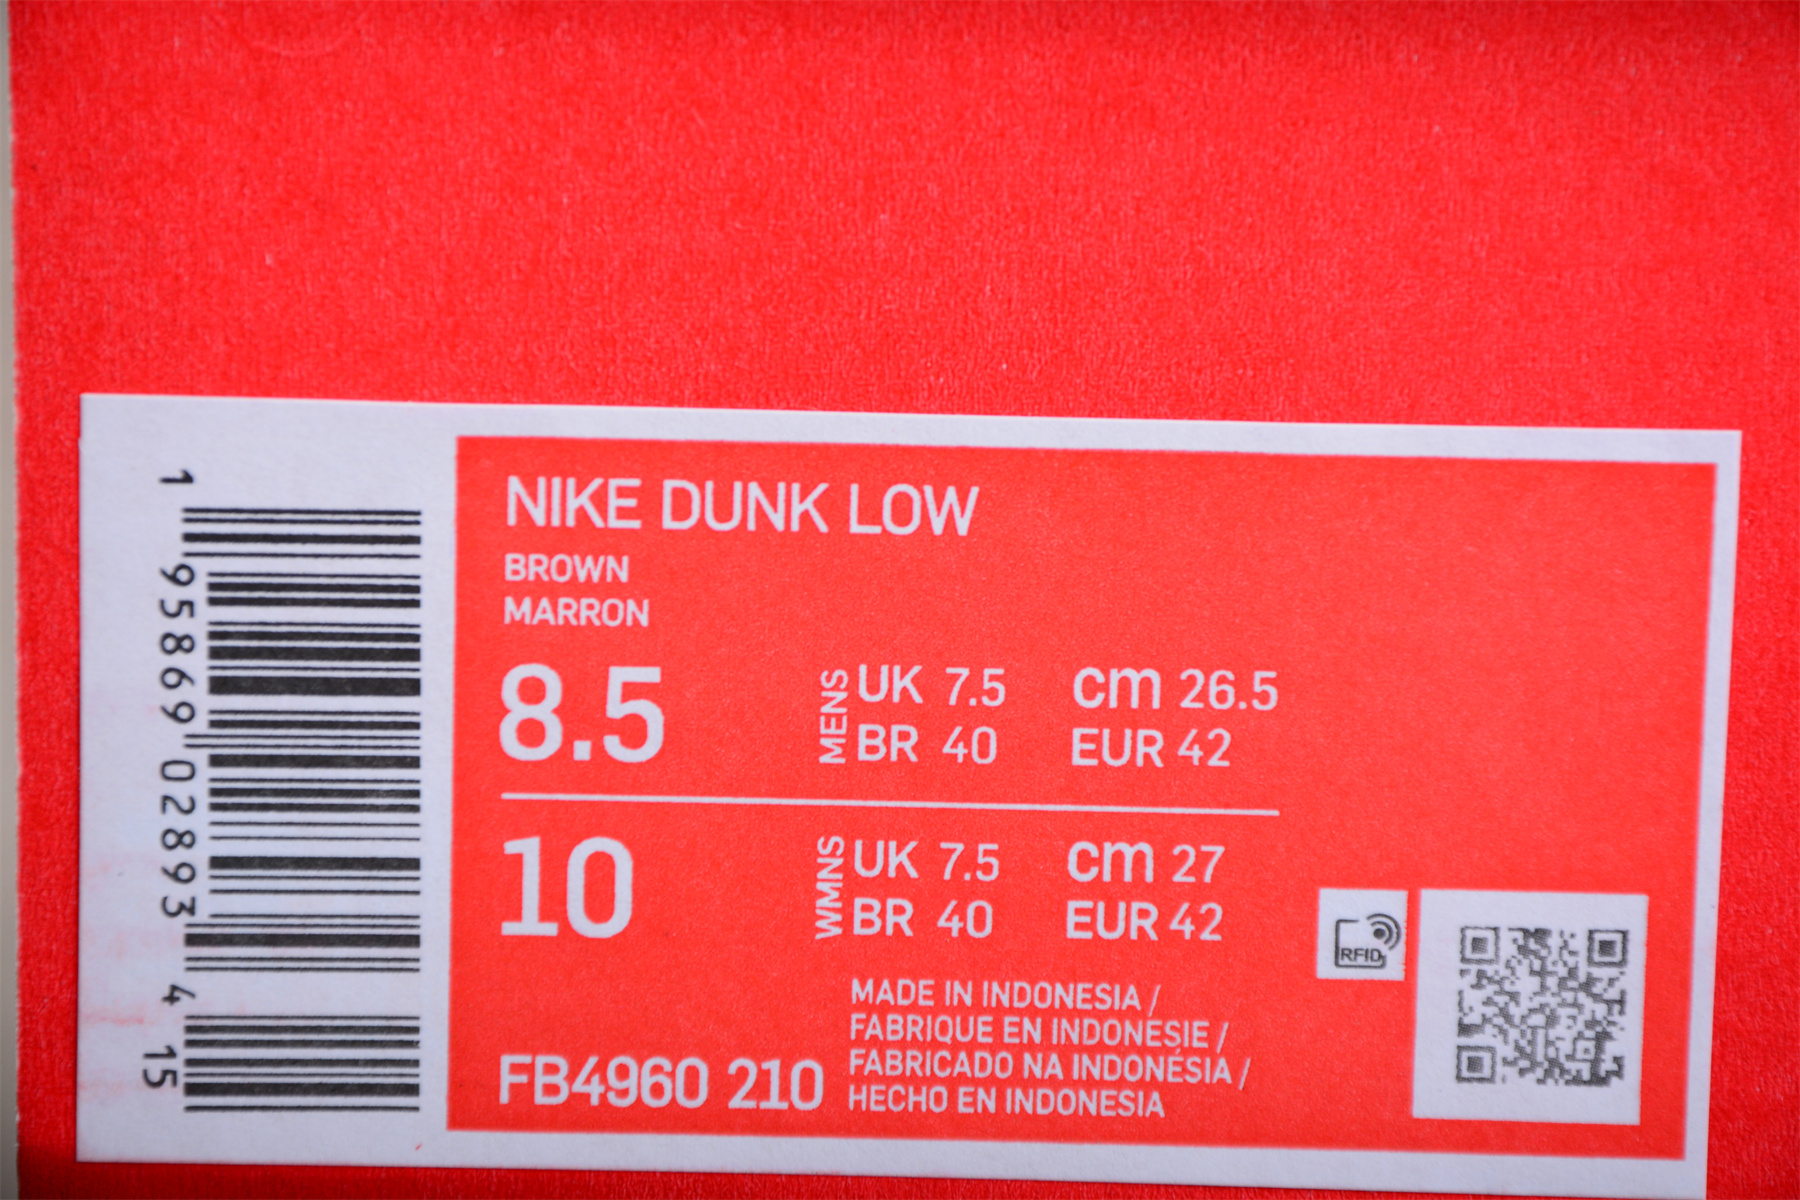 1 95869 02893 4 15
NIKE DUNK LOW
BROWN
MARRON
8.5
MENS
UK 7.5 cm 26.5
BR 40 EUR 42
10
WMNS
UK 7.5 cm 27
BR 40 EUR 42
RFID
FB4960 210
MADE IN INDONESIA /
FABRIQUE EN INDONESIE /
FABRICADO NA INDONÉSIA /
HECHO EN INDONESIA